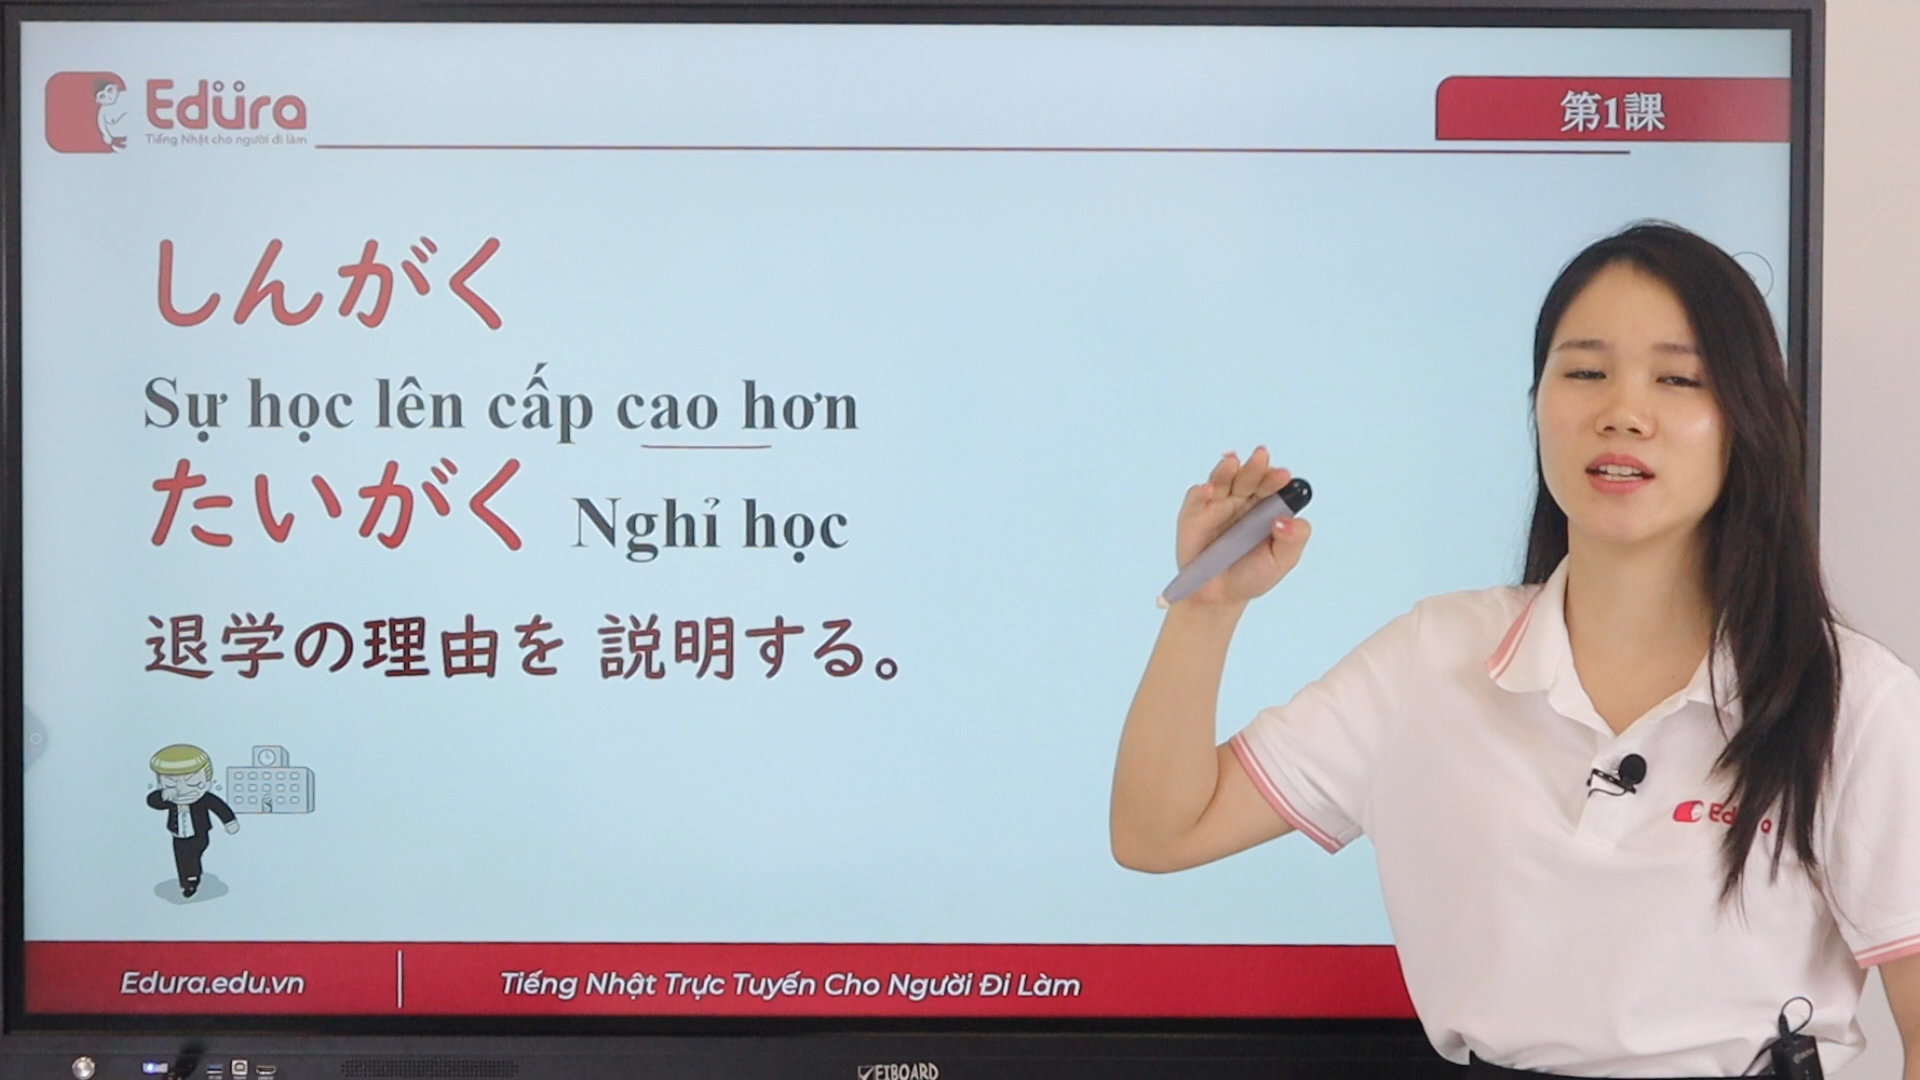 Edura
Tiếng Nhật cho người đi làm
第1課
しんがく
Sự học lên cấp cao hơn
たいがく Nghỉ học
退学の理由を 説明する。
Edura.edu.vn
Tiếng Nhật Trực Tuyến Cho Người Đi Làm
EIBOARD